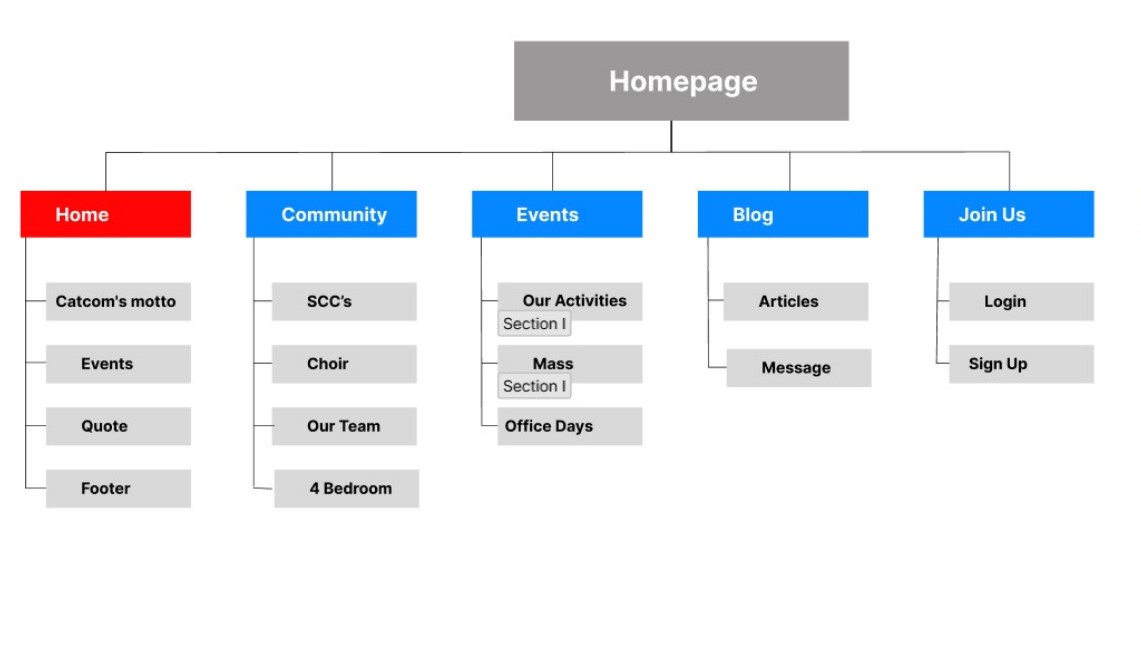 Homepage
Home
Community
Events
Blog
Join Us
Catcom's motto
SCC’s
Our Activities
Articles
Login
Section I
Events
Choir
Mass
Message
Sign Up
Section I
Quote
Our Team
Office Days
Footer
4 Bedroom